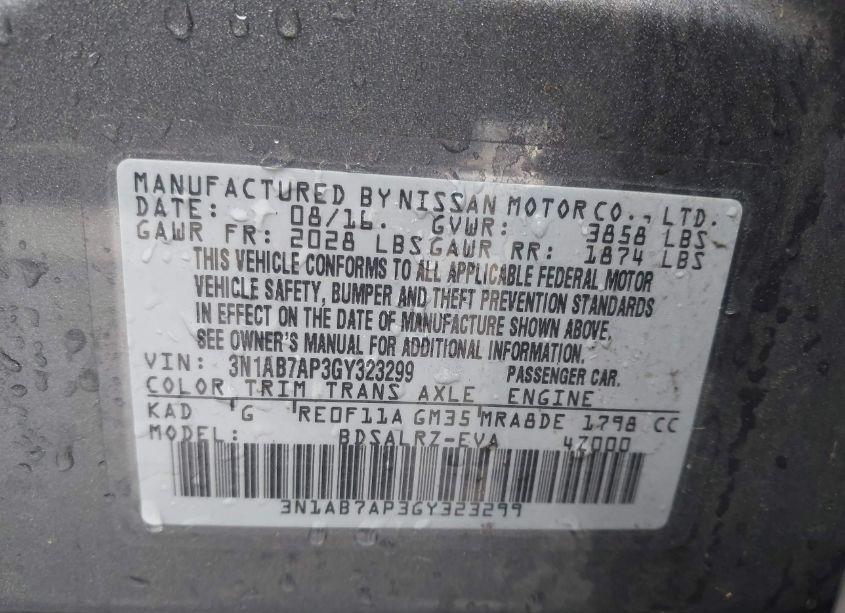 MANUFACTURED BY NISSAN MOTOR CO., LTD.
DATE: 08/16. GVWR: 3858 LBS
GAWR FR: 2028 LBS GAWR RR: 1874 LBS
THIS VEHICLE CONFORMS TO ALL APPLICABLE FEDERAL MOTOR
VEHICLE SAFETY, BUMPER AND THEFT PREVENTION STANDARDS
IN EFFECT ON THE DATE OF MANUFACTURE SHOWN ABOVE.
SEE OWNER'S MANUAL FOR ADDITIONAL INFORMATION.
VIN: 3N1AB7AP3GY323299 PASSENGER CAR.
COLOR TRIM TRANS AXLE ENGINE
KAD G RE0F11A GM35 MRA8DE 1798 CC
MODEL: BDSALRZ-EVA 4Z000
3N1AB7AP3GY323299